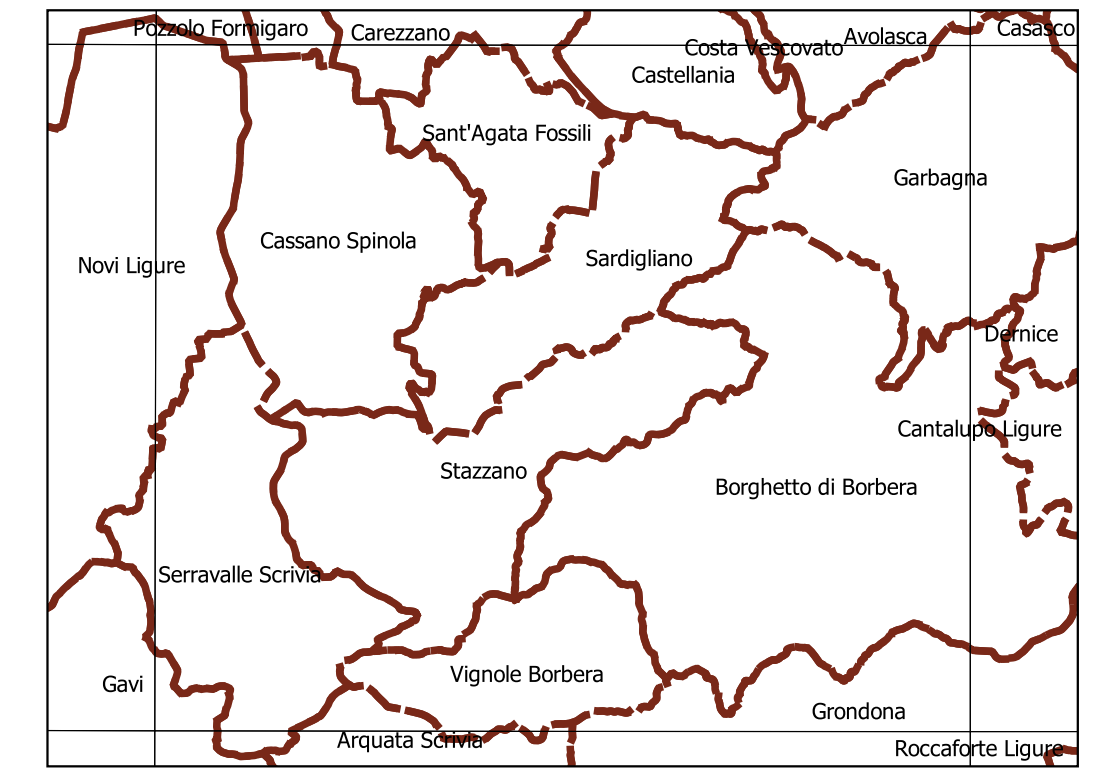 Pozzolo Formigaro
Carezzano
Casasco
Avolasca
Costa Vescovato
Castellania
Sant'Agata Fossili
Garbagna
Cassano Spinola
Sardigliano
Novi Ligure
Dernice
Cantalupo Ligure
Stazzano
Borghetto di Borbera
Serravalle Scrivia
Vignole Borbera
Gavi
Grondona
Arquata Scrivia
Roccaforte Ligure